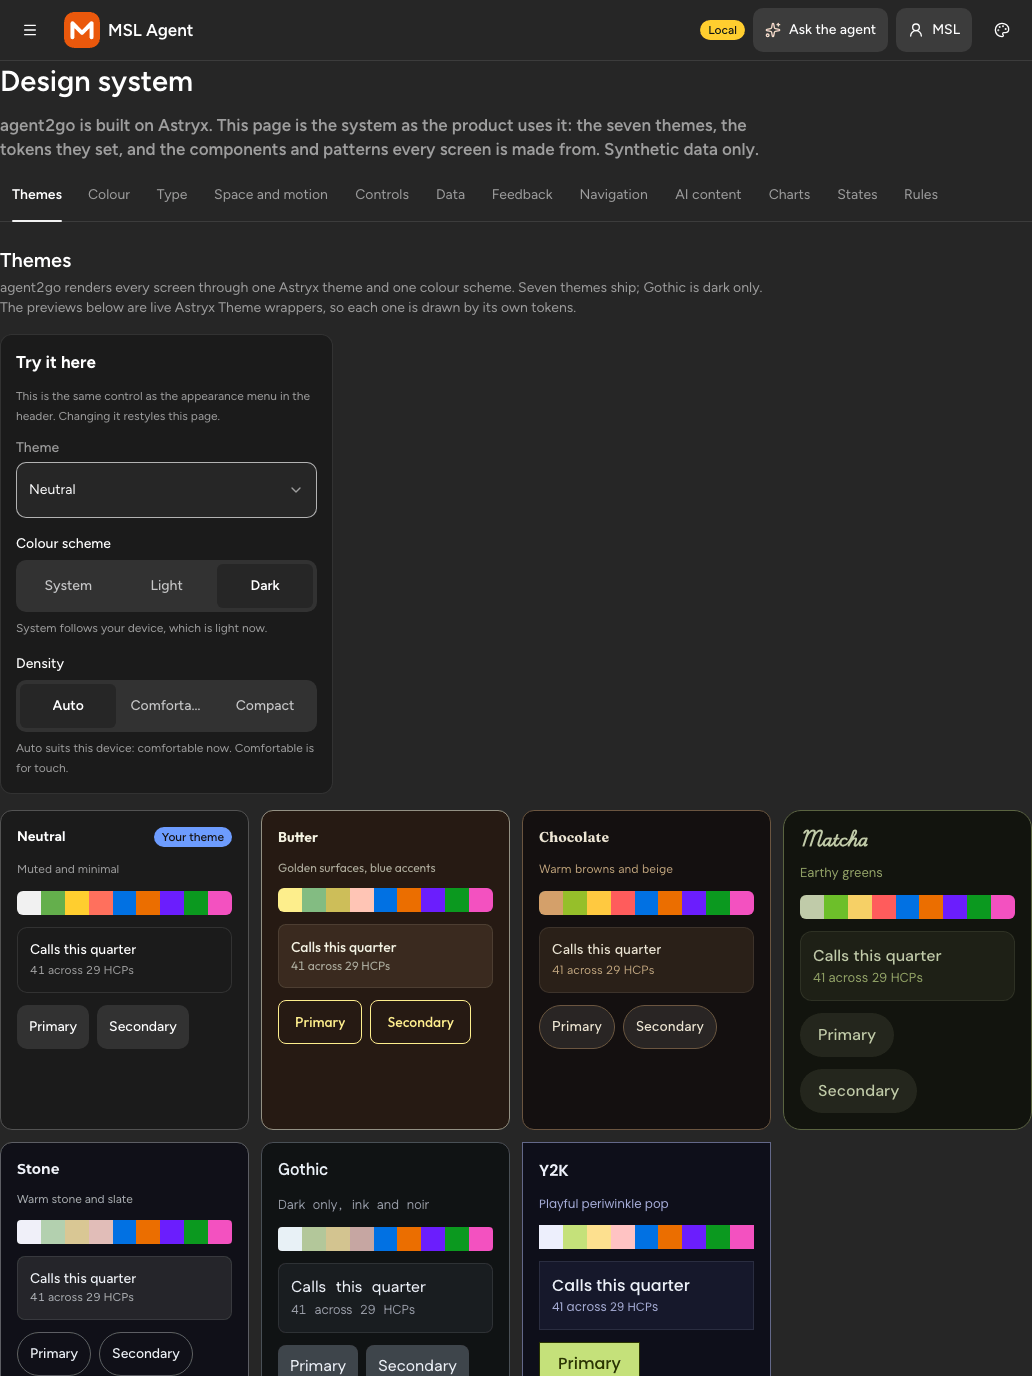 MSL Agent
Local
Ask the agent
MSL
Design system
agent2go is built on Astryx. This page is the system as the product uses it: the seven themes, the
tokens they set, and the components and patterns every screen is made from. Synthetic data only.
Themes Colour Type Space and motion Controls Data Feedback Navigation AI content Charts States Rules
Themes
agent2go renders every screen through one Astryx theme and one colour scheme. Seven themes ship; Gothic is dark only.
The previews below are live Astryx Theme wrappers, so each one is drawn by its own tokens.
Try it here
This is the same control as the appearance menu in the
header. Changing it restyles this page.
Theme
Neutral
Colour scheme
System Light Dark
System follows your device, which is light now.
Density
Auto Comforta... Compact
Auto suits this device: comfortable now. Comfortable is
for touch.
Neutral
Your theme
Muted and minimal
Calls this quarter
41 across 29 HCPs
Primary Secondary
Butter
Golden surfaces, blue accents
Calls this quarter
41 across 29 HCPs
Primary Secondary
Chocolate
Warm browns and beige
Calls this quarter
41 across 29 HCPs
Primary Secondary
Matcha
Earthy greens
Calls this quarter
41 across 29 HCPs
Primary
Secondary
Stone
Warm stone and slate
Calls this quarter
41 across 29 HCPs
Primary Secondary
Gothic
Dark only, ink and noir
Calls this quarter
41 across 29 HCPs
Primary Secondary
Y2K
Playful periwinkle pop
Calls this quarter
41 across 29 HCPs
Primary